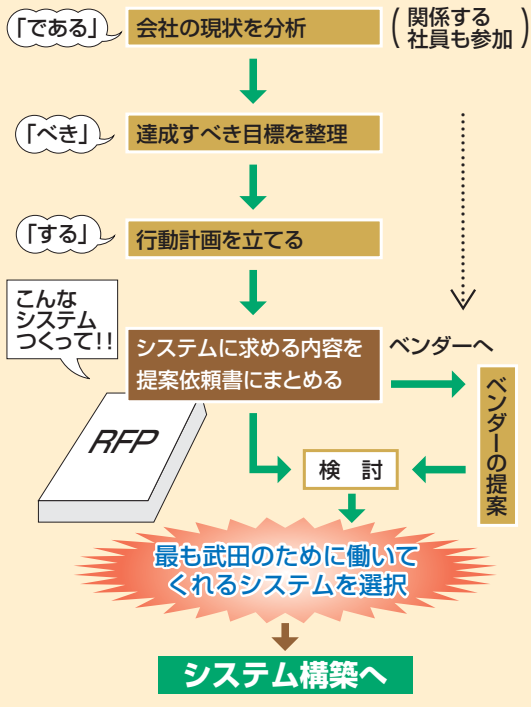 「である」
会社の現状を分析
(関係する
社員も参加)
「べき」
達成すべき目標を整理
「する」
行動計画を立てる
こんな
システム
つくって!!
システムに求める内容を
提案依頼書にまとめる
ベンダーへ
RFP
ベンダーの提案
検 討
最も武田のために働いて
くれるシステムを選択
システム構築へ